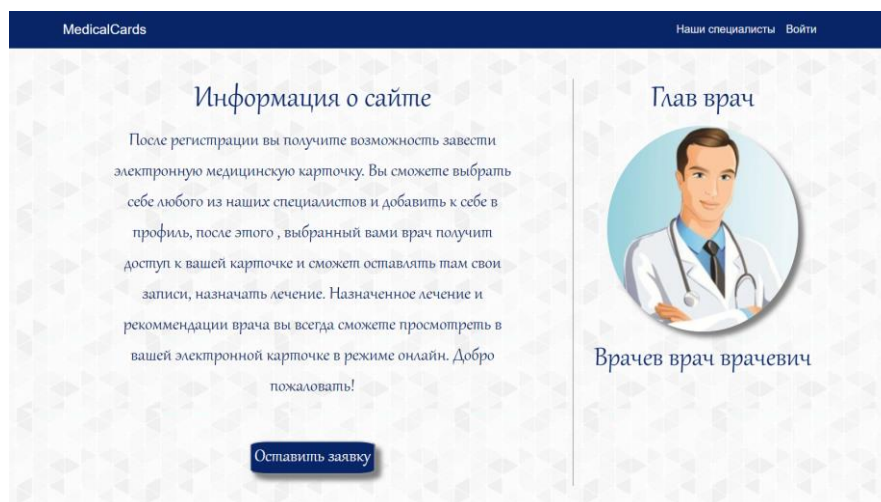 MedicalCards
Наши специалисты Войти
Информация о сайте
После регистрации вы получите возможность завести
электронную медицинскую карточку. Вы сможете выбрать
себе любого из наших специалистов и добавить к себе в
профиль, после этого , выбранный вами врач получит
доступ к вашей карточке и сможет оставлять там свои
записи, назначать лечение. Назначенное лечение и
рекоммендации врача вы всегда сможете просмотреть в
вашей электронной карточке в режиме онлайн. Добро
пожаловать!
Оставить заявку
Глав врач
Врачев врач врачевич